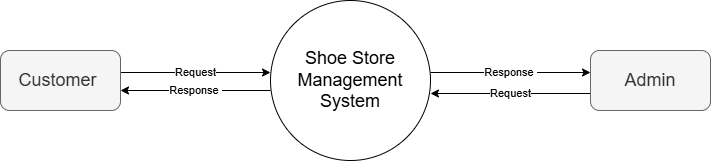 Customer
Request
Response
Shoe Store
Management
System
Response
Request
Admin